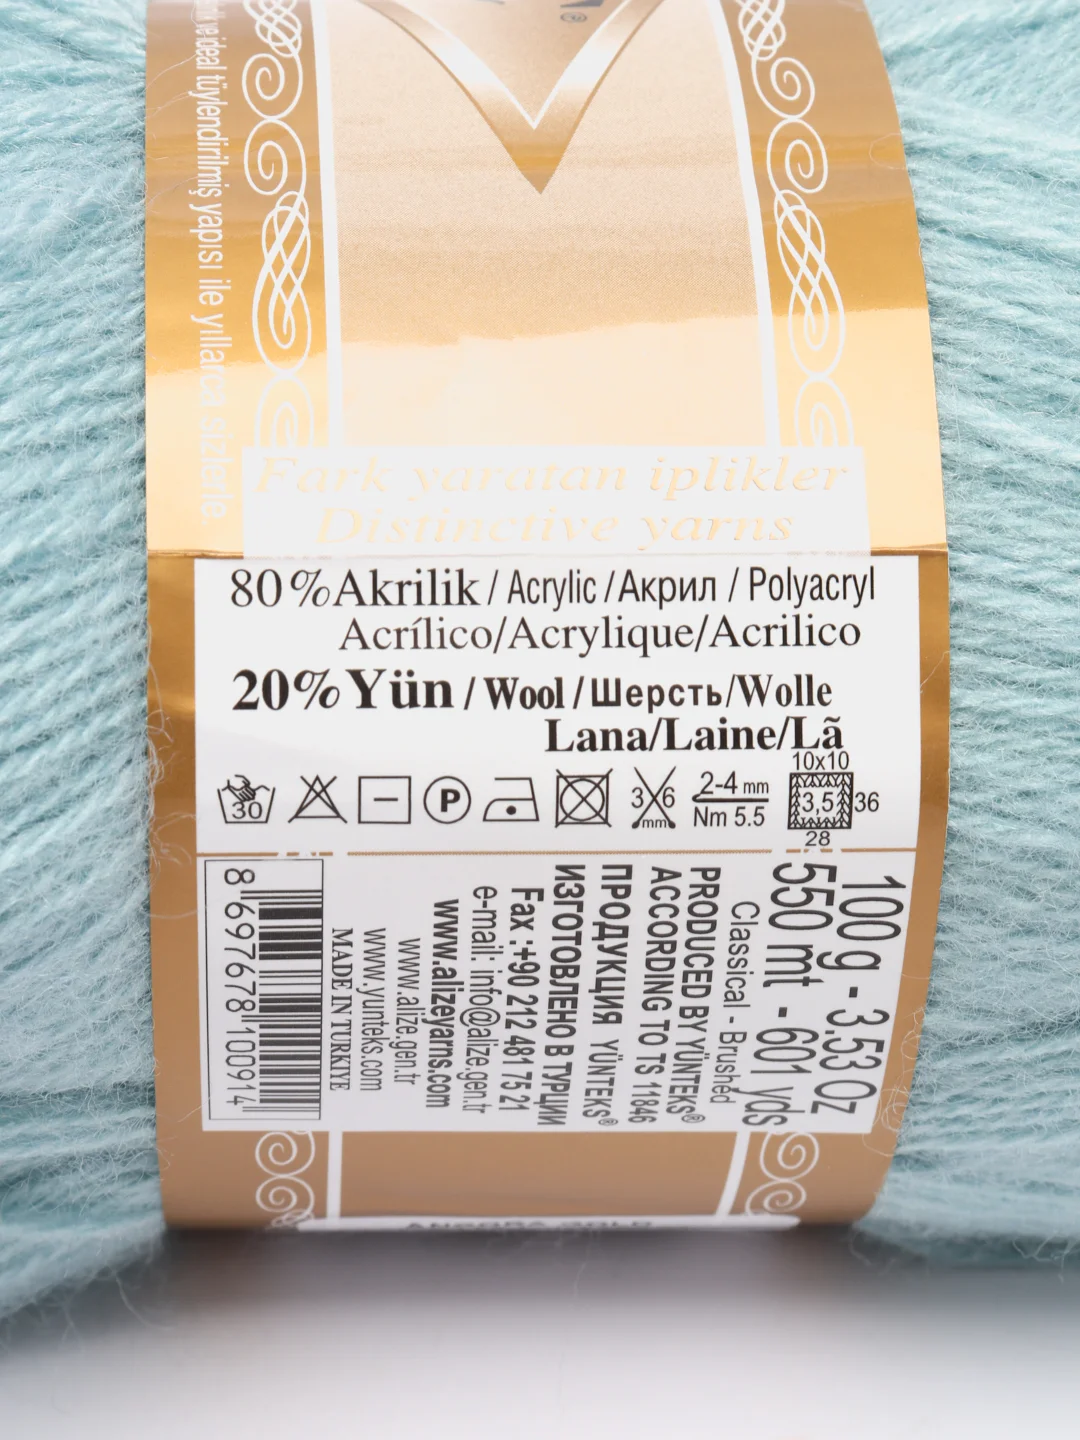 ®
ve ideal tüylendirilmiş yapısı ile yıllarca sizlerle
Fark yaratan iplikler
Distinctive yarns
80%Akrilik / Acrylic / Акрил / Polyacryl
Acrílico/Acrylique/Acrilico
20% Yün / Wool / Шерсть/Wolle
Lana/Laine/Lã
30
P
3 6
mm
2-4 mm
Nm 5.5
10x10
3,5
36
28
100 g - 3.53 Oz
550 mt - 601 yds
Classical - Brushed
PRODUCED BY YÜNTEKS®
ACCORDING TO TS 11846
ПРОДУКЦИЯ YÜNTEKS®
ИЗГОТОВЛЕНО В ТУРЦИИ
Fax :+90 212 481 75 21
e-mail: info@alize.gen.tr
www.alizeyarns.com
www.alize.gen.tr
www.yunteks.com
MADE IN TURKIYE
8 697678 100914
ANGORA GOLD